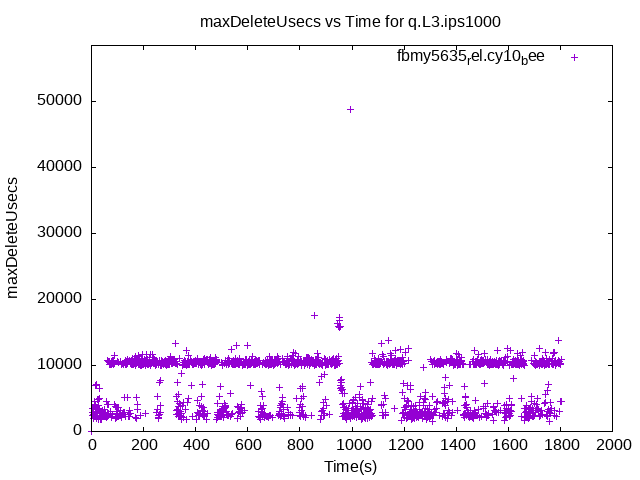 maxDeleteUsecs vs Time for q.L3.ips1000
fbmy5635rel.cy10bee
50000
40000
30000
20000
10000
0
maxDeleteUsecs
0 200 400 600 800 1000 1200 1400 1600 1800 2000
Time(s)